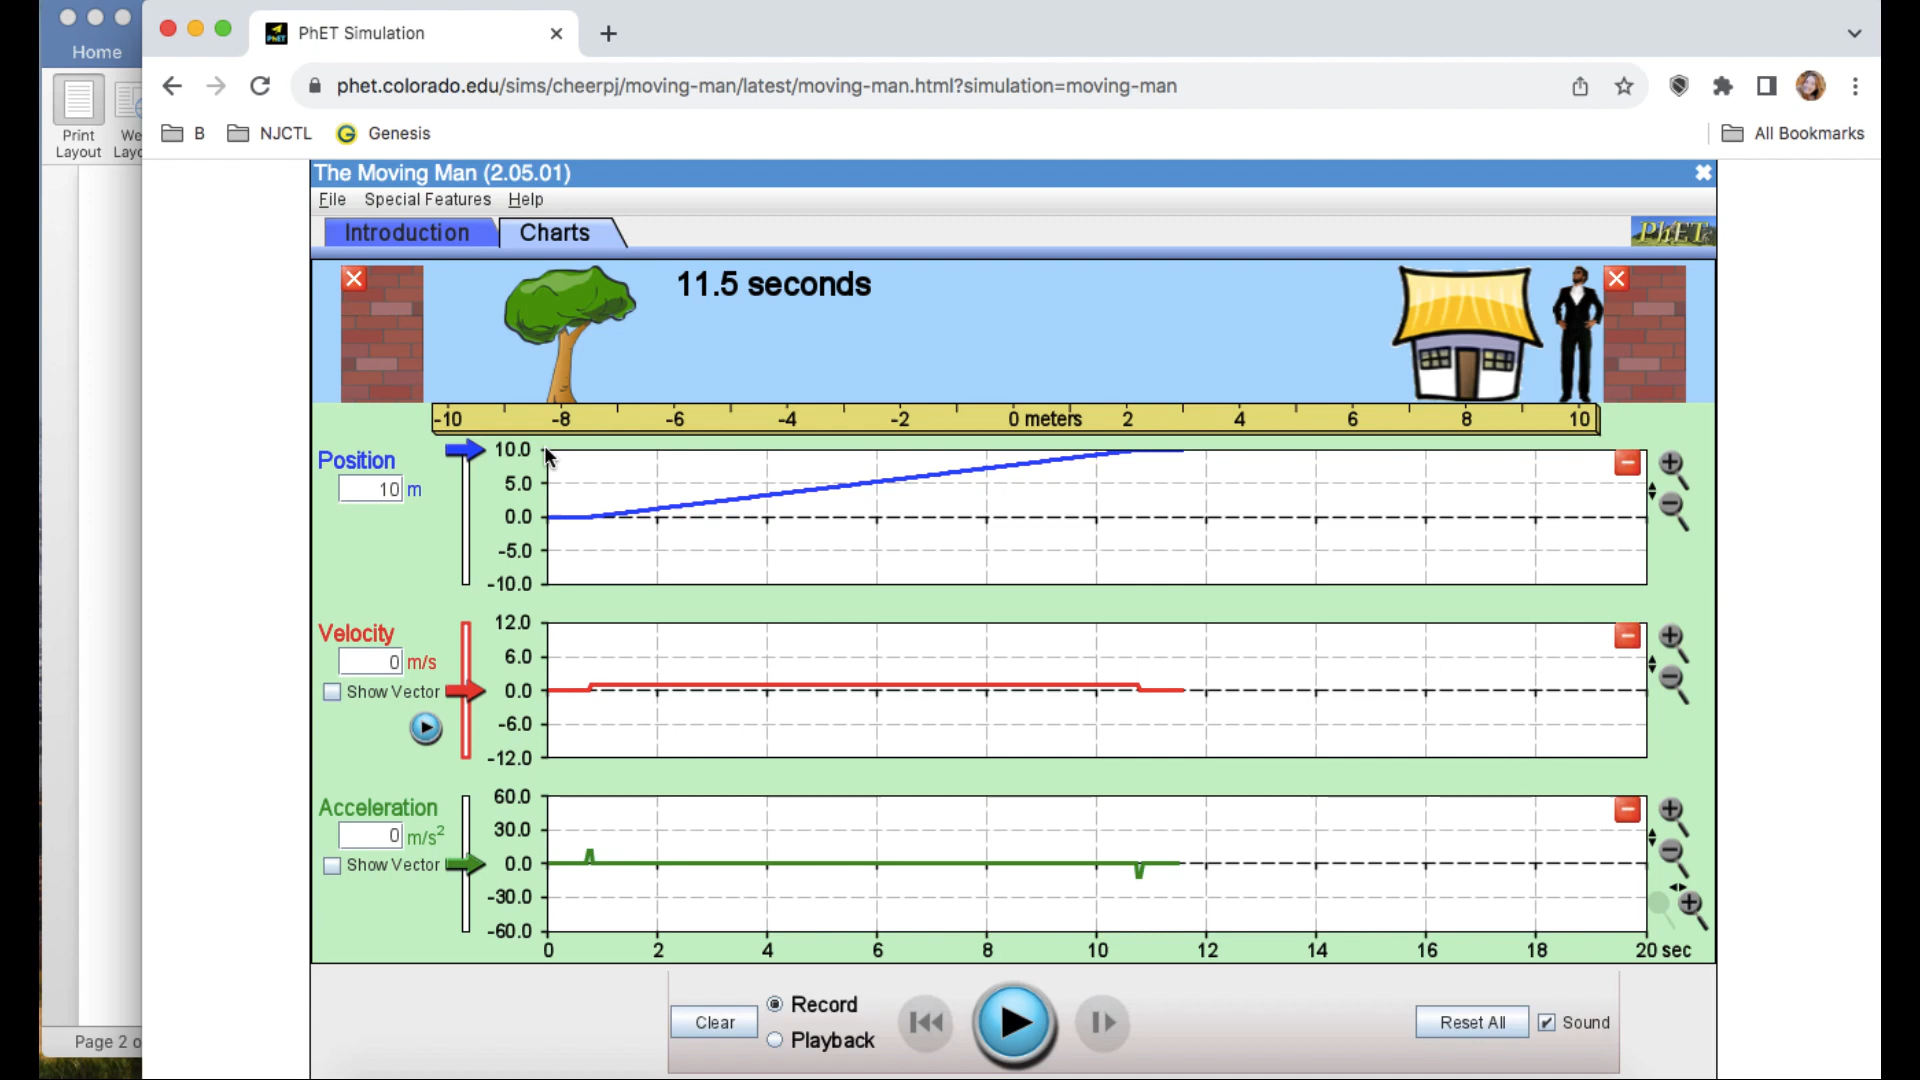 Home
Print
Layout
We
Layo
Page 2 o
PhET Simulation
phet.colorado.edu/sims/cheerpj/moving-man/latest/moving-man.html?simulation=moving-man
B
NJCTL
G
Genesis
All Bookmarks
The Moving Man (2.05.01)
File Special Features Help
Introduction
Charts
PhET
11.5 seconds
-10 -8 -6 -4 -2 0 meters 2 4 6 8 10
Position
10 m
10.0
5.0
0.0
-5.0
-10.0
Velocity
0 m/s
Show Vector
12.0
6.0
0.0
-6.0
-12.0
Acceleration
0 m/s²
Show Vector
60.0
30.0
0.0
-30.0
-60.0
0 2 4 6 8 10 12 14 16 18 20 sec
Clear
Record
Playback
Reset All
Sound